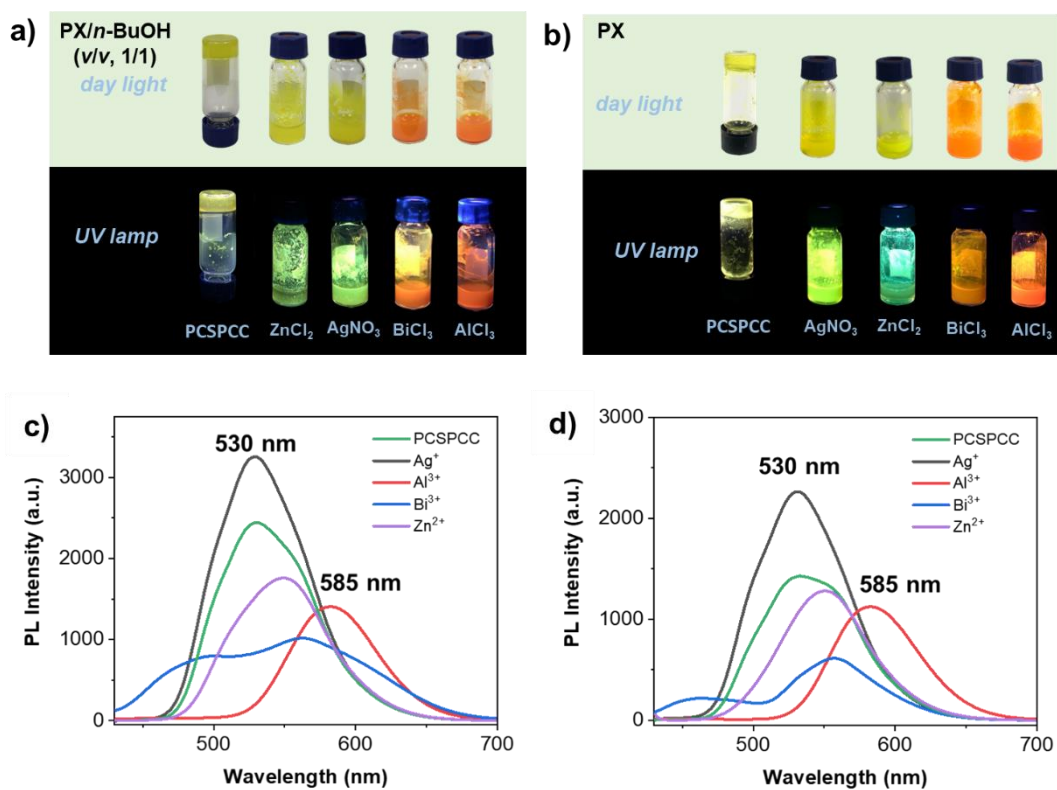 a)
PX/n-BuOH
(v/v, 1/1)
day light
UV lamp
PCSPCC ZnCl₂ AgNO₃ BiCl₃ AlCl₃
b)
PX
day light
UV lamp
PCSPCC AgNO₃ ZnCl₂ BiCl₃ AlCl₃
c)
530 nm
585 nm
PCSPCC
Ag⁺
Al³⁺
Bi³⁺
Zn²⁺
3000
2000
1000
0
PL Intensity (a.u.)
500 600 700
Wavelength (nm)
d)
530 nm
585 nm
PCSPCC
Ag⁺
Al³⁺
Bi³⁺
Zn²⁺
3000
2000
1000
0
PL Intensity (a.u.)
500 600 700
Wavelength (nm)